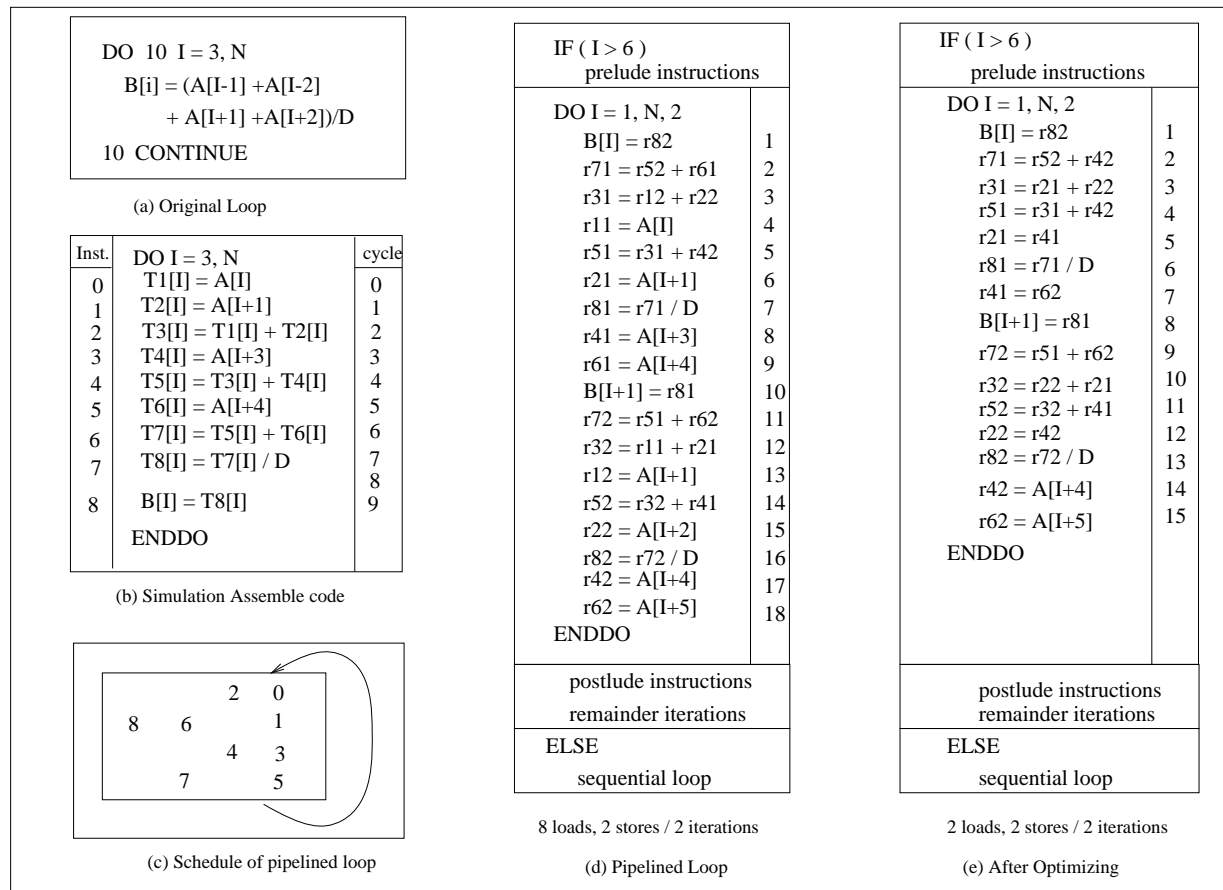 DO 10 I = 3, N
B[i] = (A[I-1] +A[I-2]
+ A[I+1] +A[I+2])/D
10 CONTINUE
(a) Original Loop
Inst. DO I = 3, N cycle
0 T1[I] = A[I] 0
1 T2[I] = A[I+1] 1
2 T3[I] = T1[I] + T2[I] 2
3 T4[I] = A[I+3] 3
4 T5[I] = T3[I] + T4[I] 4
5 T6[I] = A[I+4] 5
6 T7[I] = T5[I] + T6[I] 6
7 T8[I] = T7[I] / D 7
8
8 B[I] = T8[I] 9
ENDDO
(b) Simulation Assemble code
2 0
8 6 1
4 3
7 5
(c) Schedule of pipelined loop
IF ( I > 6 )
prelude instructions
DO I = 1, N, 2
B[I] = r82 1
r71 = r52 + r61 2
r31 = r12 + r22 3
r11 = A[I] 4
r51 = r31 + r42 5
r21 = A[I+1] 6
r81 = r71 / D 7
r41 = A[I+3] 8
r61 = A[I+4] 9
B[I+1] = r81 10
r72 = r51 + r62 11
r32 = r11 + r21 12
r12 = A[I+1] 13
r52 = r32 + r41 14
r22 = A[I+2] 15
r82 = r72 / D 16
r42 = A[I+4] 17
r62 = A[I+5] 18
ENDDO
postlude instructions
remainder iterations
ELSE
sequential loop
8 loads, 2 stores / 2 iterations
(d) Pipelined Loop
IF ( I > 6 )
prelude instructions
DO I = 1, N, 2
B[I] = r82 1
r71 = r52 + r42 2
r31 = r21 + r22 3
r51 = r31 + r42 4
r21 = r41 5
r81 = r71 / D 6
r41 = r62 7
B[I+1] = r81 8
r72 = r51 + r62 9
r32 = r22 + r21 10
r52 = r32 + r41 11
r22 = r42 12
r82 = r72 / D 13
r42 = A[I+4] 14
r62 = A[I+5] 15
ENDDO
postlude instructions
remainder iterations
ELSE
sequential loop
2 loads, 2 stores / 2 iterations
(e) After Optimizing